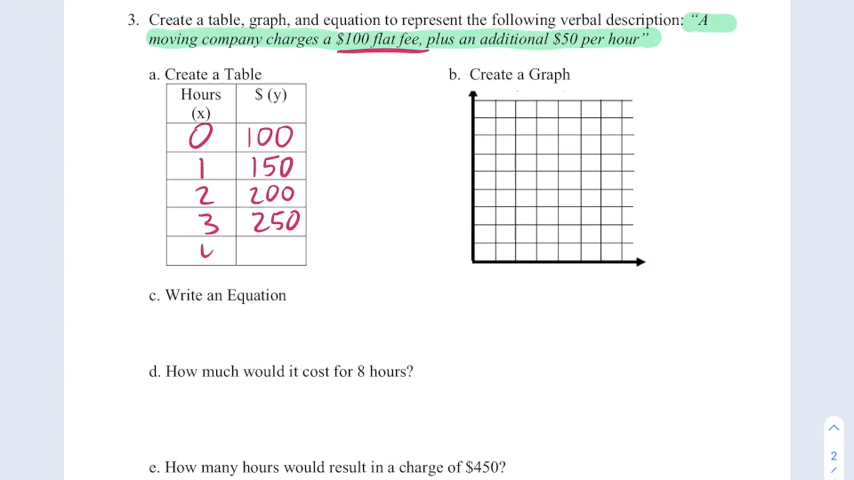 3. Create a table, graph, and equation to represent the following verbal description: “A
moving company charges a $100 flat fee, plus an additional $50 per hour”
a. Create a Table
b. Create a Graph
Hours $ (y)
(x)
0 100
1 150
2 200
3 250
c. Write an Equation
d. How much would it cost for 8 hours?
e. How many hours would result in a charge of $450?
2